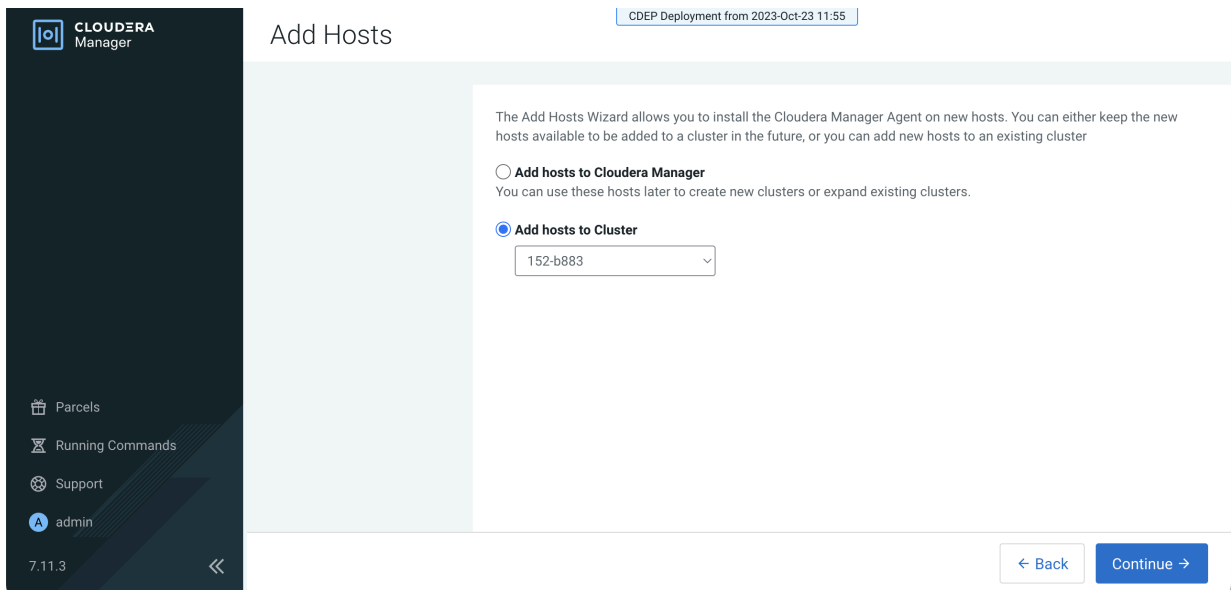 CLOUDERA
Manager
Add Hosts
CDEP Deployment from 2023-Oct-23 11:55
The Add Hosts Wizard allows you to install the Cloudera Manager Agent on new hosts. You can either keep the new
hosts available to be added to a cluster in the future, or you can add new hosts to an existing cluster
Add hosts to Cloudera Manager
You can use these hosts later to create new clusters or expand existing clusters.
Add hosts to Cluster
152-b883
Parcels
Running Commands
Support
A admin
7.11.3
Back
Continue